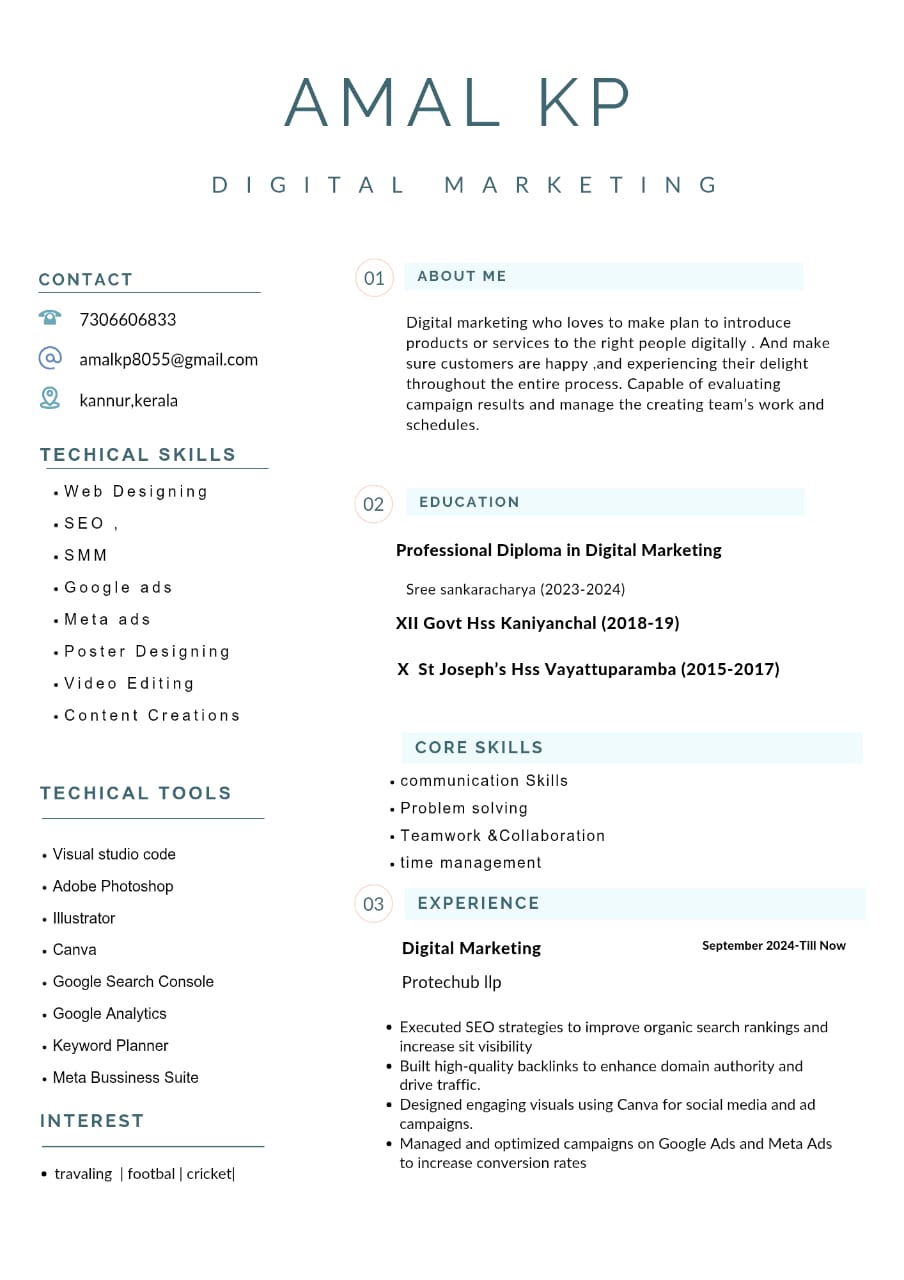 AMAL KP
DIGITAL MARKETING
CONTACT
7306606833
amalkp8055@gmail.com
kannur,kerala
TECHICAL SKILLS
• Web Designing
• SEO ,
• SMM
• Google ads
• Meta ads
• Poster Designing
• Video Editing
• Content Creations
TECHICAL TOOLS
• Visual studio code
• Adobe Photoshop
• Illustrator
• Canva
• Google Search Console
• Google Analytics
• Keyword Planner
• Meta Bussiness Suite
INTEREST
• travaling | footbal | cricket|
01 ABOUT ME
Digital marketing who loves to make plan to introduce
products or services to the right people digitally . And make
sure customers are happy ,and experiencing their delight
throughout the entire process. Capable of evaluating
campaign results and manage the creating team's work and
schedules.
02 EDUCATION
Professional Diploma in Digital Marketing
Sree sankaracharya (2023-2024)
XII Govt Hss Kaniyanchal (2018-19)
X St Joseph's Hss Vayattuparamba (2015-2017)
CORE SKILLS
• communication Skills
• Problem solving
• Teamwork &Collaboration
• time management
03 EXPERIENCE
Digital Marketing September 2024-Till Now
Protechub llp
• Executed SEO strategies to improve organic search rankings and
increase sit visibility
• Built high-quality backlinks to enhance domain authority and
drive traffic.
• Designed engaging visuals using Canva for social media and ad
campaigns.
• Managed and optimized campaigns on Google Ads and Meta Ads
to increase conversion rates